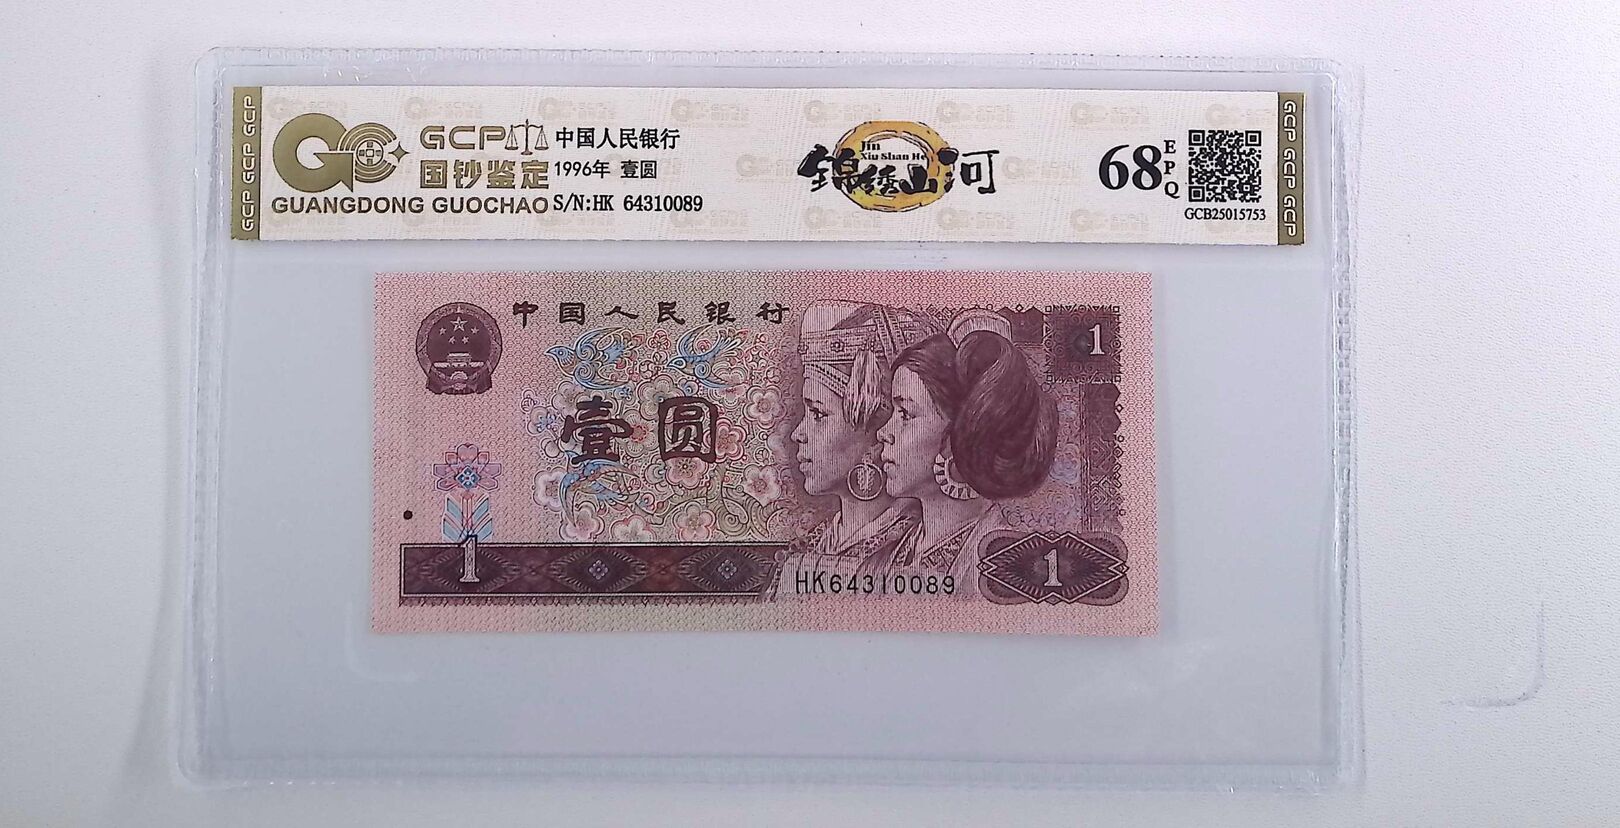 GCP GCP GCP
GCP
国钞鉴定
GUANGDONG GUOCHAO
中国人民银行
1996年 壹圆
S/N:HK 64310089
Jin
Xiu Shan He
锦绣山河
68
EPQ
GCB25015753
GCP GCP GCP
中国人民银行
1
壹圆
1
HK64310089
1